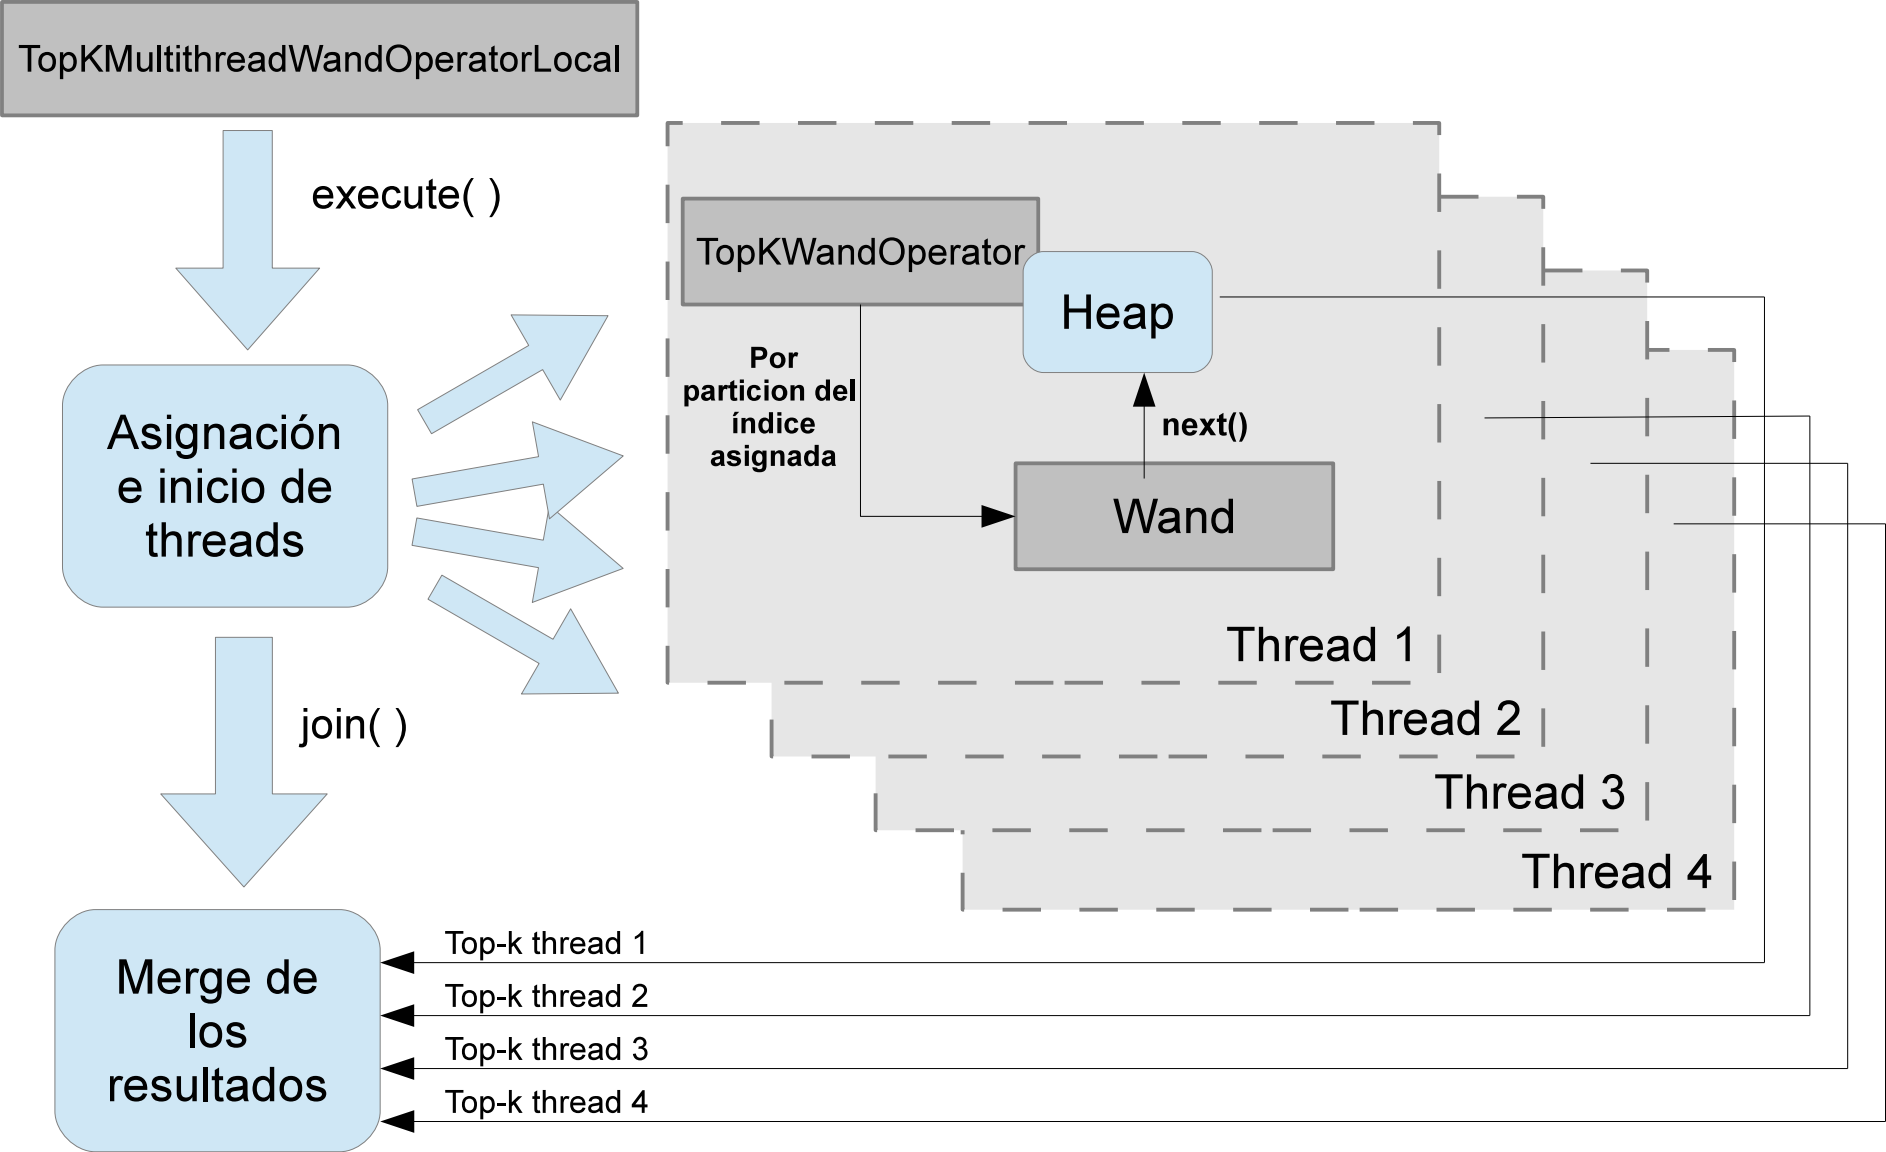 TopKMultithreadWandOperatorLocal
execute( )
Asignación
e inicio de
threads
join( )
Merge de
los
resultados
TopKWandOperator
Heap
Por
particion del
índice
asignada
next()
Wand
Thread 1
Thread 2
Thread 3
Thread 4
Top-k thread 1
Top-k thread 2
Top-k thread 3
Top-k thread 4